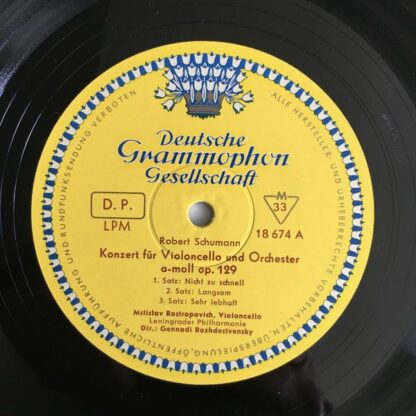 ALLE HERSTELLER- UND URHEBERRECHTE VORBEHALTEN. ÜBERSPIELUNG, ÖFFENTLICHE AUFFÜHRUNG UND RUNDFUNKSENDUNG VERBOTEN
Deutsche
Grammophon
Gesellschaft
D. P.
LPM
M
33
18 674 A
Robert Schumann
Konzert für Violoncello und Orchester
a-moll op. 129
1. Satz: Nicht zu schnell
2. Satz: Langsam
3. Satz: Sehr lebhaft
Mstislav Rostropovich, Violoncello
Leningrader Philharmonie
Dir.: Gennadi Rozhdestvensky